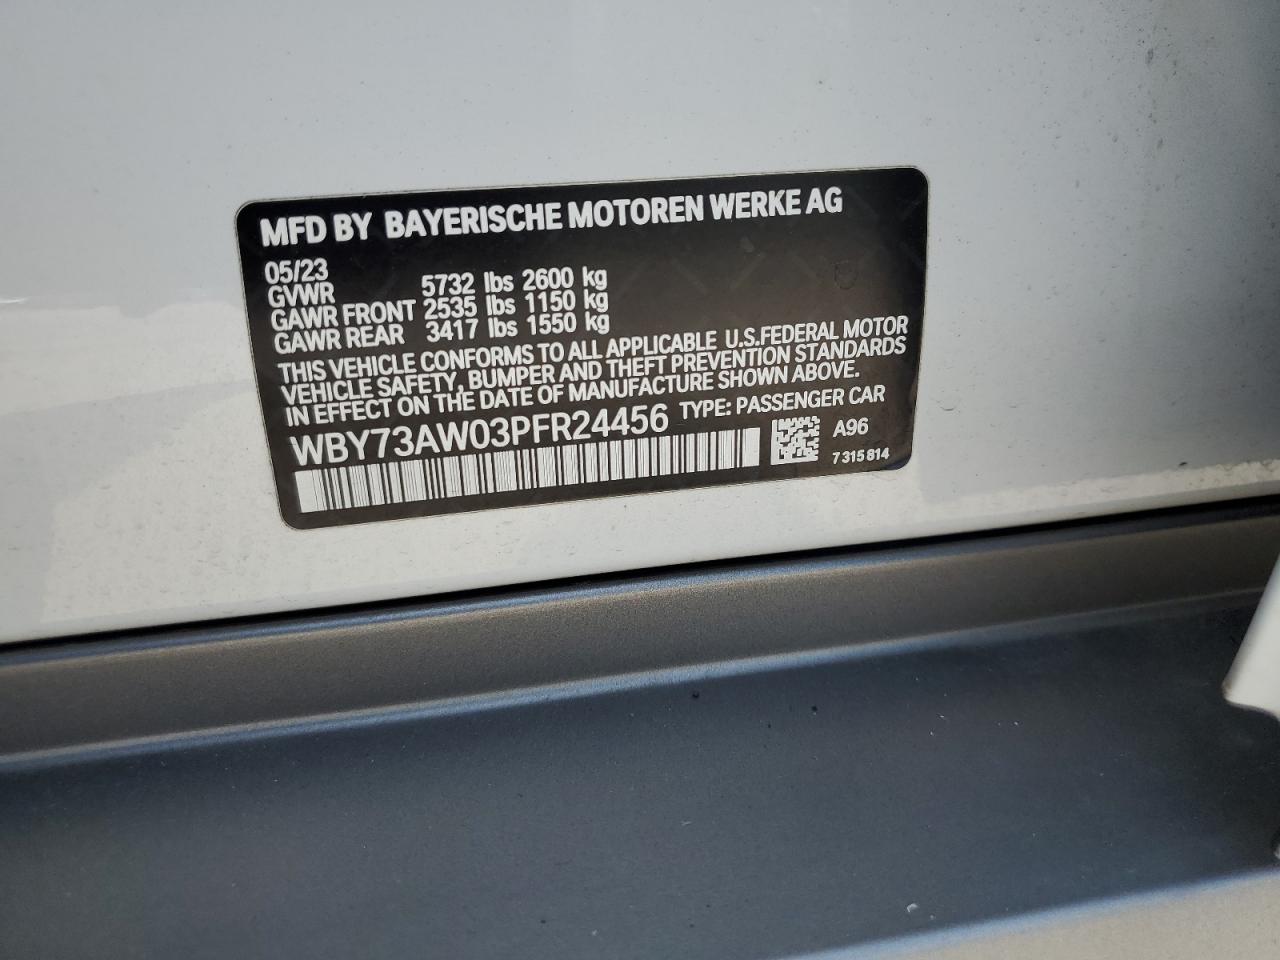 MFD BY BAYERISCHE MOTOREN WERKE AG
05/23
GVWR 5732 lbs 2600 kg
GAWR FRONT 2535 lbs 1150 kg
GAWR REAR 3417 lbs 1550 kg
THIS VEHICLE CONFORMS TO ALL APPLICABLE U.S.FEDERAL MOTOR
VEHICLE SAFETY, BUMPER AND THEFT PREVENTION STANDARDS
IN EFFECT ON THE DATE OF MANUFACTURE SHOWN ABOVE.
WBY73AW03PFR24456 TYPE: PASSENGER CAR
A96
7 315 814